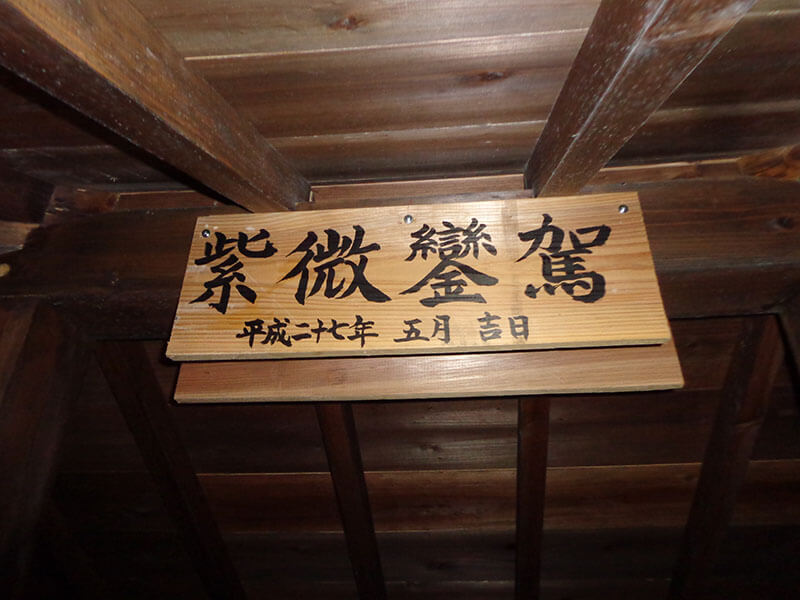 紫微鑾駕
平成二十七年 五月 吉日